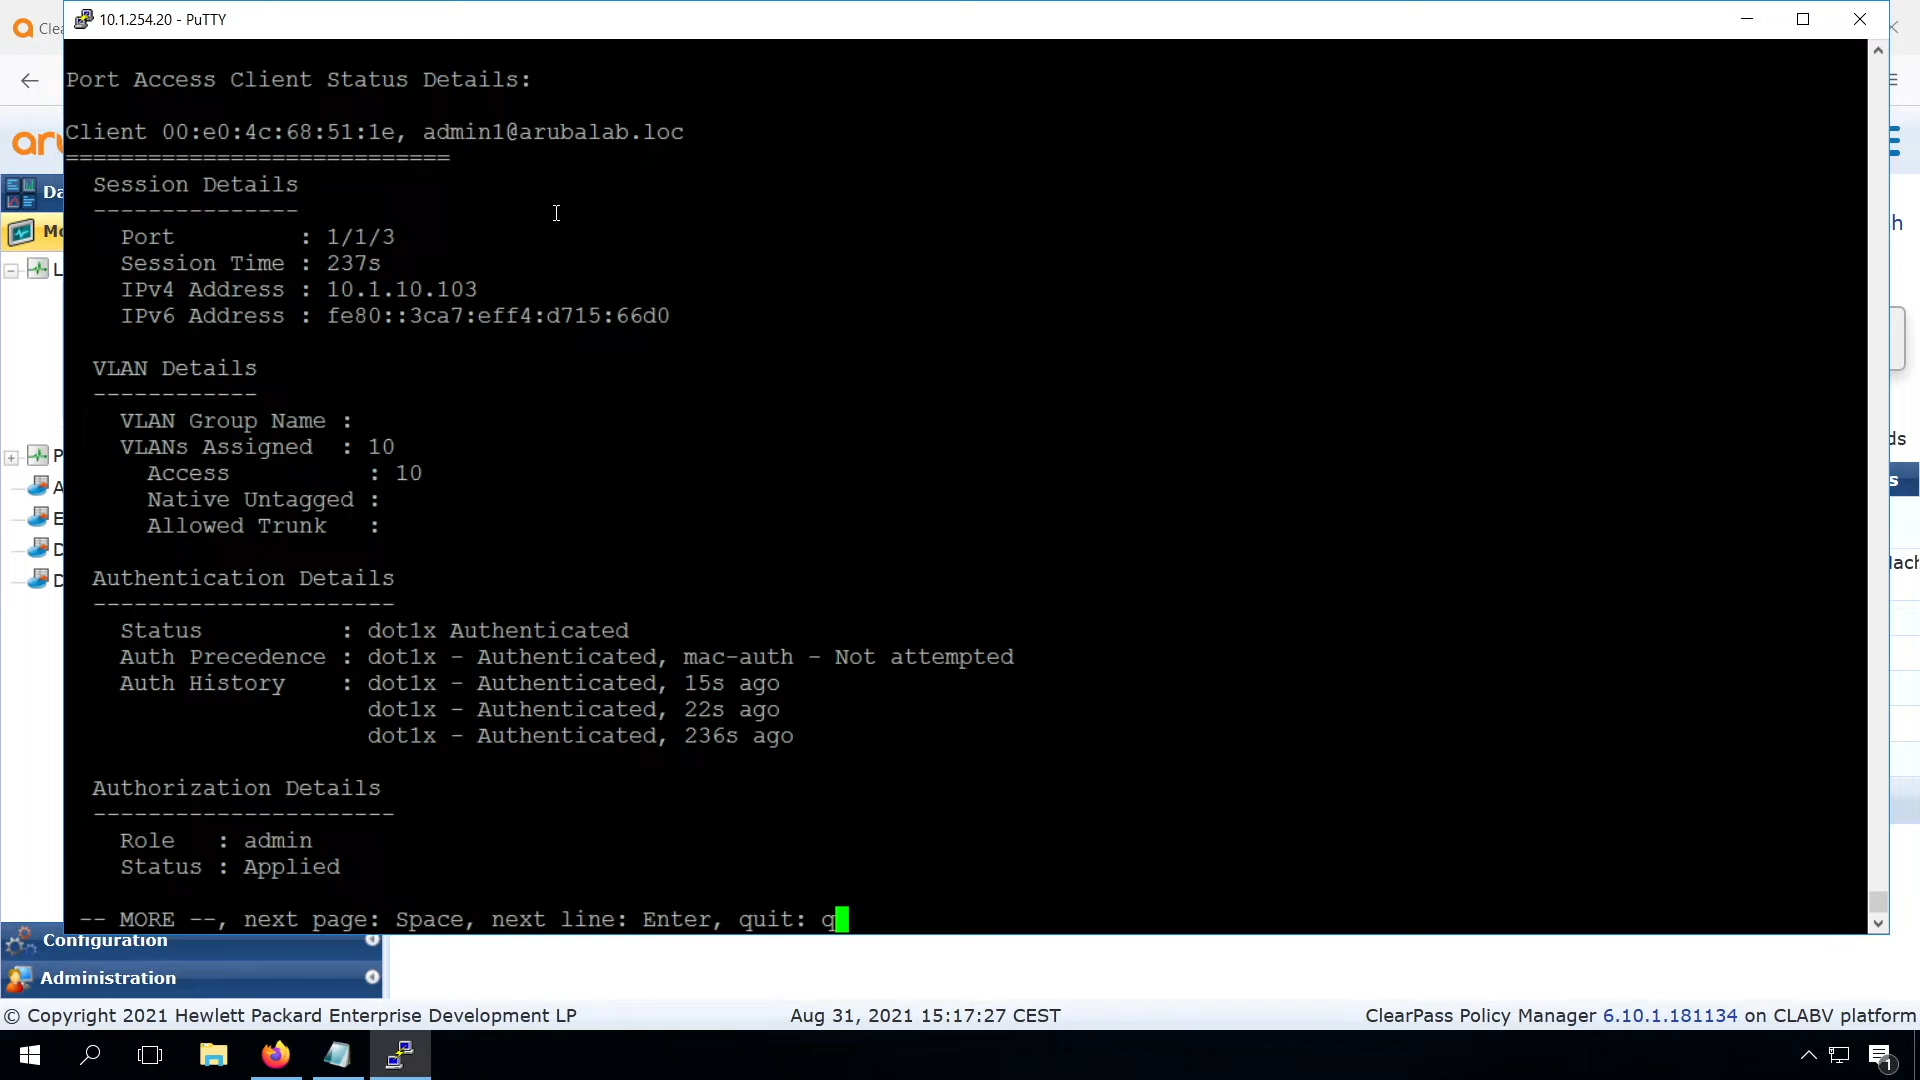 10.1.254.20 - PuTTY
Port Access Client Status Details:
Client 00:e0:4c:68:51:1e, admin1@arubalab.loc
============================
Session Details
---------------
Port : 1/1/3
Session Time : 237s
IPv4 Address : 10.1.10.103
IPv6 Address : fe80::3ca7:eff4:d715:66d0
VLAN Details
------------
VLAN Group Name :
VLANs Assigned : 10
Access : 10
Native Untagged :
Allowed Trunk :
Authentication Details
----------------------
Status : dot1x Authenticated
Auth Precedence : dot1x - Authenticated, mac-auth - Not attempted
Auth History : dot1x - Authenticated, 15s ago
dot1x - Authenticated, 22s ago
dot1x - Authenticated, 236s ago
Authorization Details
----------------------
Role : admin
Status : Applied
-- MORE --, next page: Space, next line: Enter, quit: q
Configuration
Administration
© Copyright 2021 Hewlett Packard Enterprise Development LP
Aug 31, 2021 15:17:27 CEST
ClearPass Policy Manager 6.10.1.181134 on CLABV platform
1